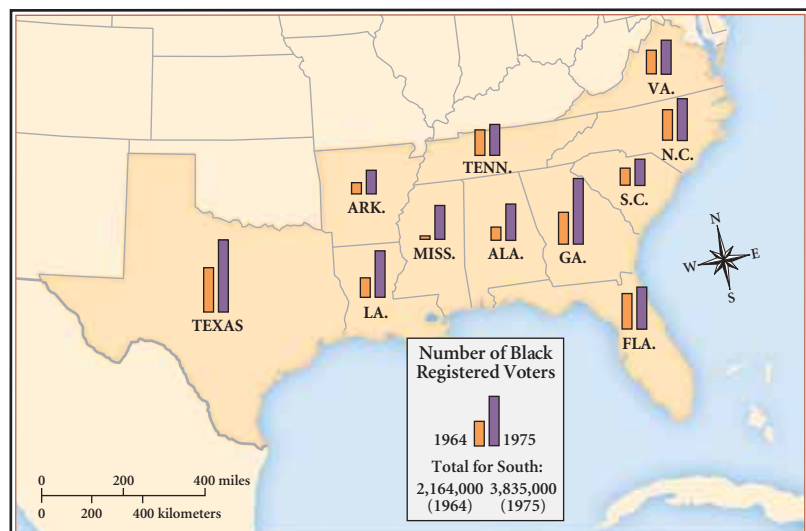 VA.
N.C.
TENN.
S.C.
ARK.
MISS.
ALA.
GA.
N
W E
S
TEXAS
LA.
FLA.
Number of Black
Registered Voters
1964 1975
Total for South:
2,164,000 3,835,000
(1964) (1975)
0 200 400 miles
0 200 400 kilometers